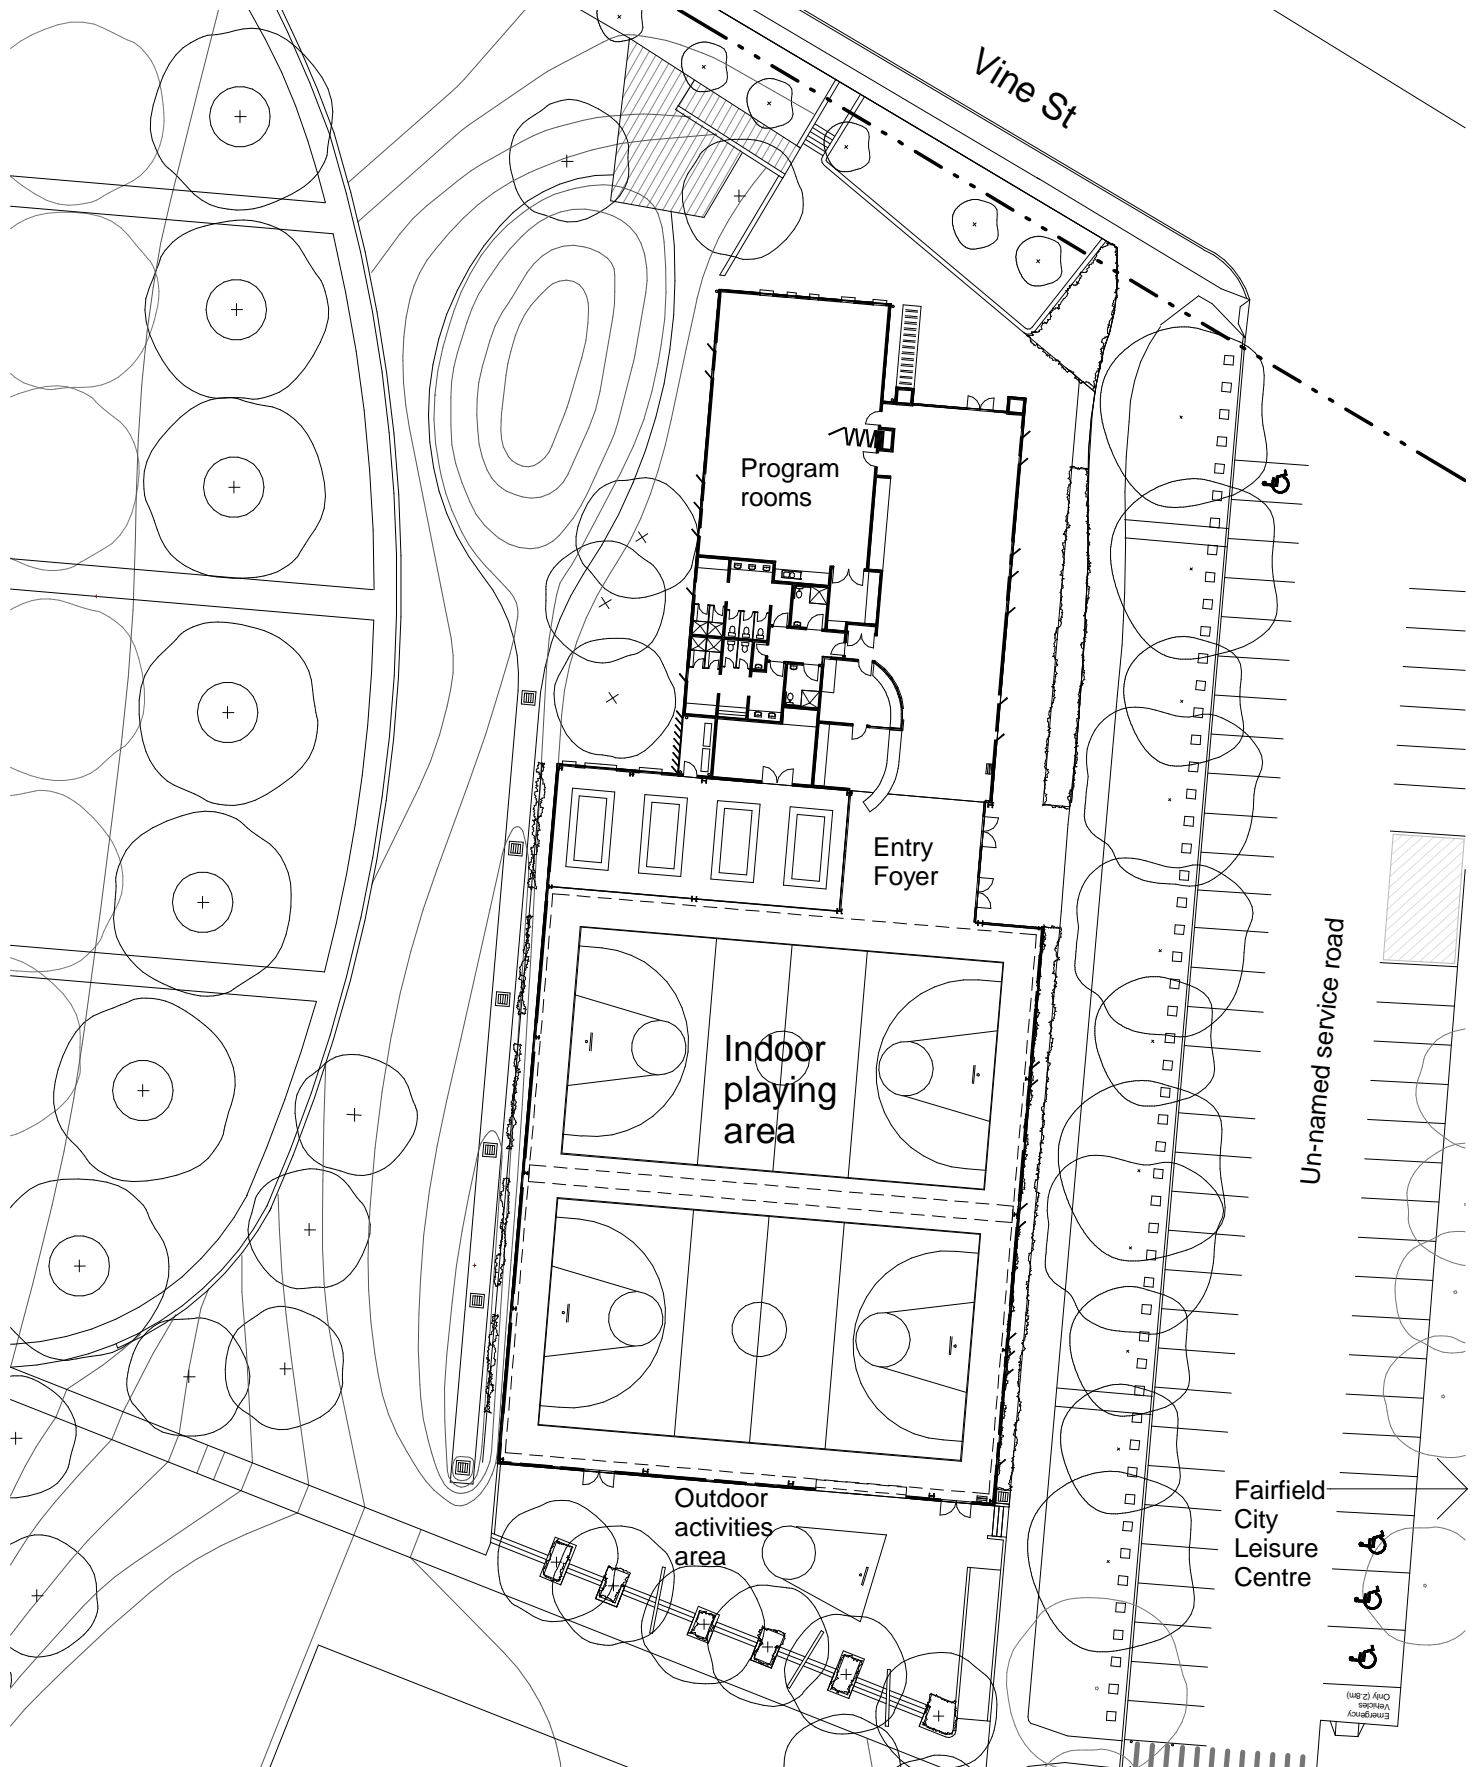 Vine St
Program
rooms
Entry
Foyer
Un-named service road
Indoor
playing
area
Outdoor
activities
area
Fairfield
City
Leisure
Centre
Emergency
Vehicles
Only (2.8m)